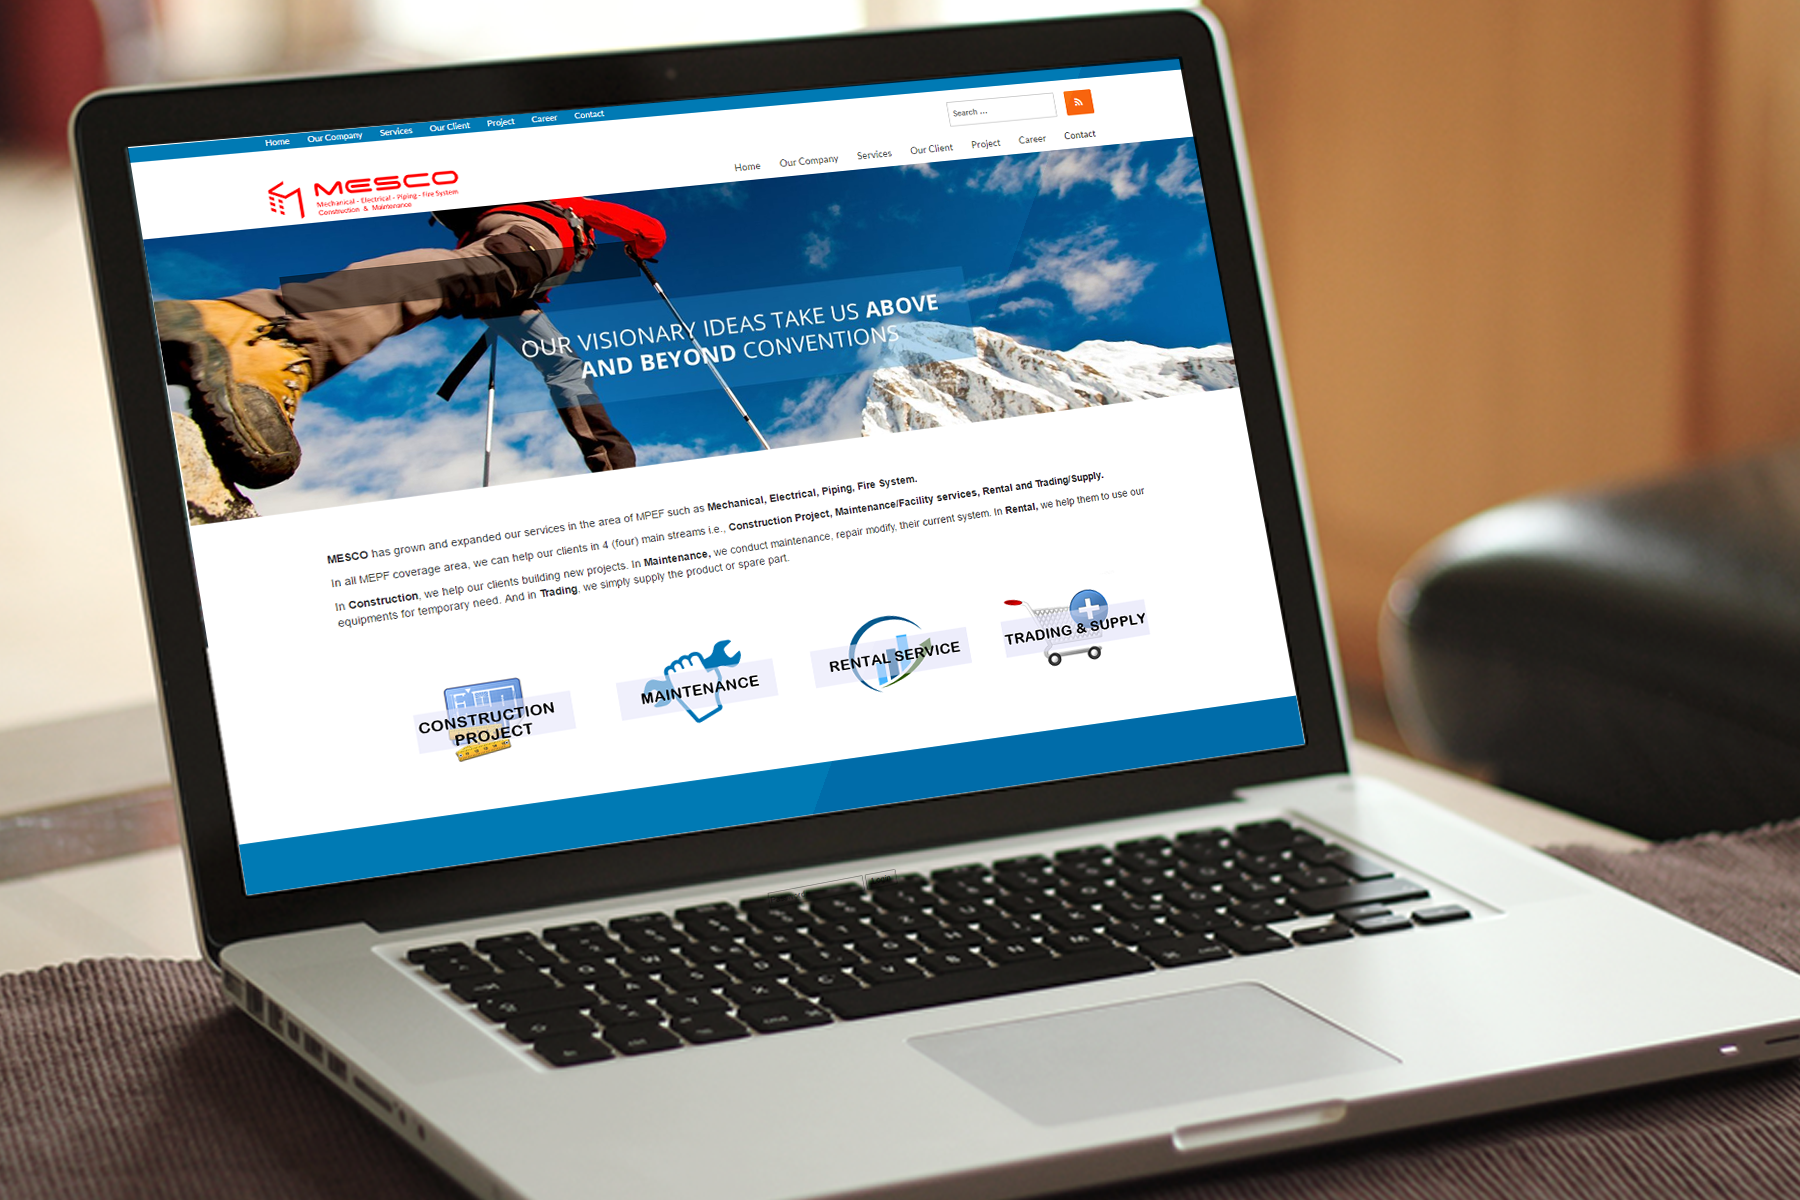 Home Our Company Services Our Client Project Career Contact
Search ...
MESCO
Mechanical - Electrical - Piping - Fire System
Construction & Maintenance
Home Our Company Services Our Client Project Career Contact
OUR VISIONARY IDEAS TAKE US ABOVE
AND BEYOND CONVENTIONS
MESCO has grown and expanded our services in the area of MPEF such as Mechanical, Electrical, Piping, Fire System.
In all MEPF coverage area, we can help our clients in 4 (four) main streams i.e., Construction Project, Maintenance/Facility services, Rental and Trading/Supply.
In Construction, we help our clients building new projects. In Maintenance, we conduct maintenance, repair modify, their current system. In Rental, we help them to use our
equipments for temporary need. And in Trading, we simply supply the product or spare part.
CONSTRUCTION
PROJECT
MAINTENANCE
RENTAL SERVICE
TRADING & SUPPLY